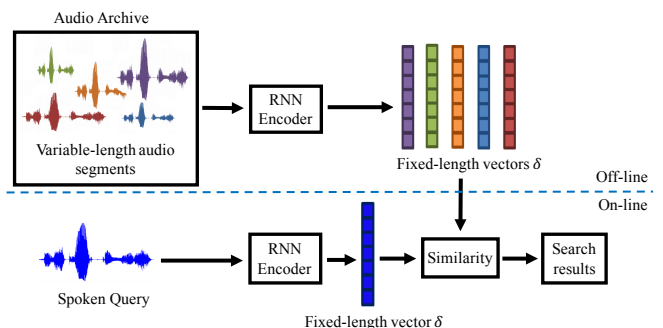 Audio Archive
Variable-length audio
segments
RNN
Encoder
Fixed-length vectors δ
Off-line
On-line
Spoken Query
RNN
Encoder
Fixed-length vector δ
Similarity
Search
results